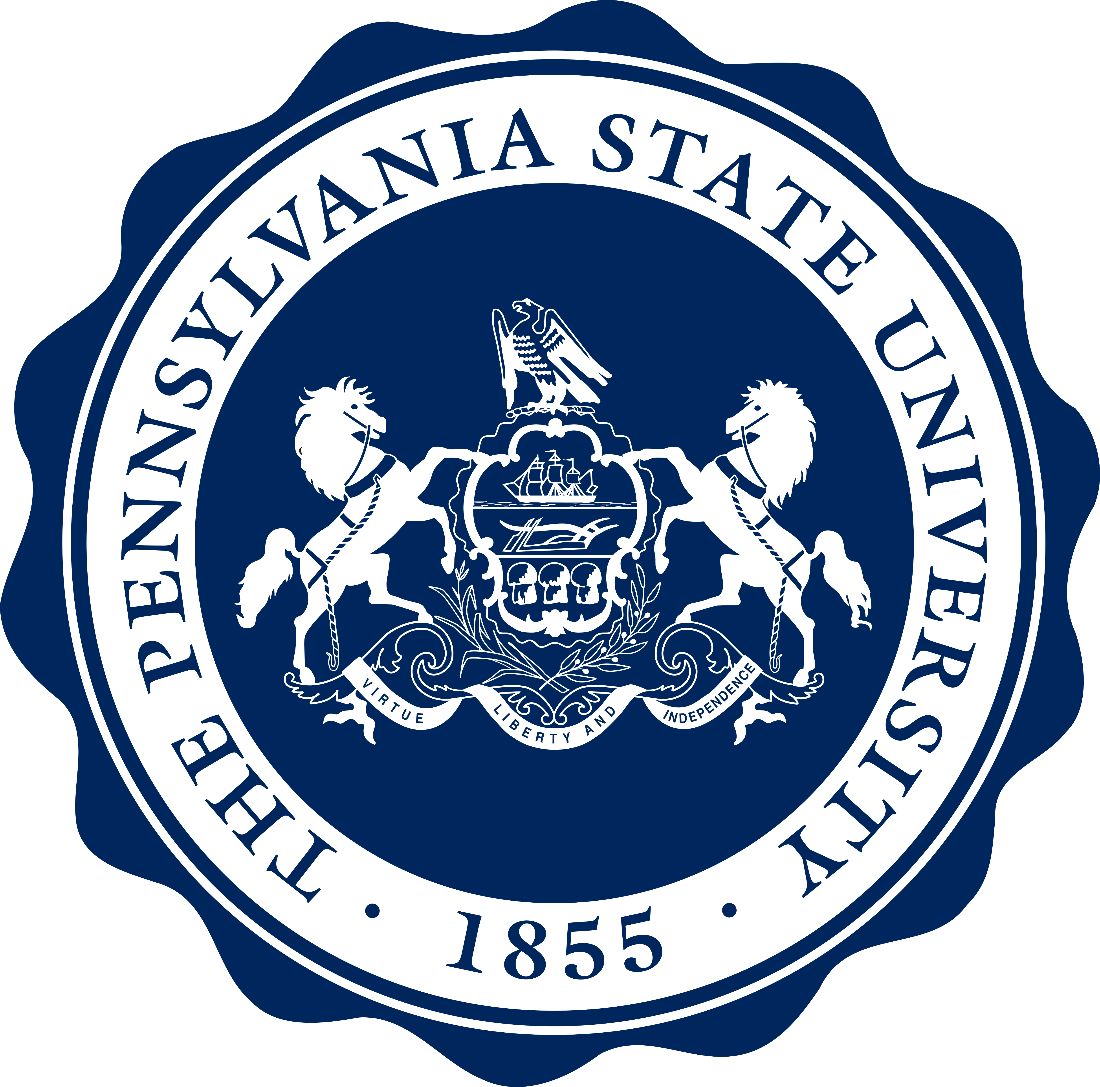 THE PENNSYLVANIA STATE UNIVERSITY
• 1855 •
VIRTUE
LIBERTY AND
INDEPENDENCE